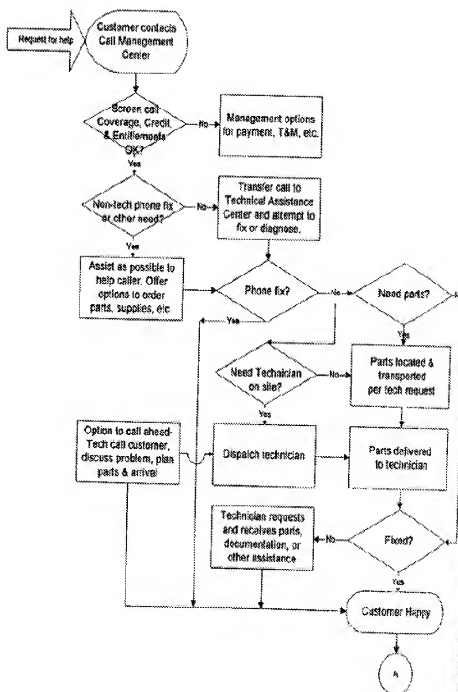 Request for help
Customer contacts
Call Management
Center
Screen call
Coverage, Credit,
& Entitlements
OK?
No
Management options
for payment, T&M, etc.
Yes
Non-tech phone fix
or other need?
No
Transfer call to
Technical Assistance
Center and attempt to
fix or diagnose.
Yes
Assist as possible to
help caller. Offer
options to order
parts, supplies, etc
Phone fix?
No
Need parts?
Yes
Yes
Need Technician
on site?
No
Parts located &
transported
per tech request
Yes
Option to call ahead-
Tech call customer,
discuss problem, plan
parts & arrival
Dispatch technician
Parts delivered
to technician
Technician requests
and receives parts,
documentation, or
other assistance
No
Fixed?
Yes
Customer Happy
A